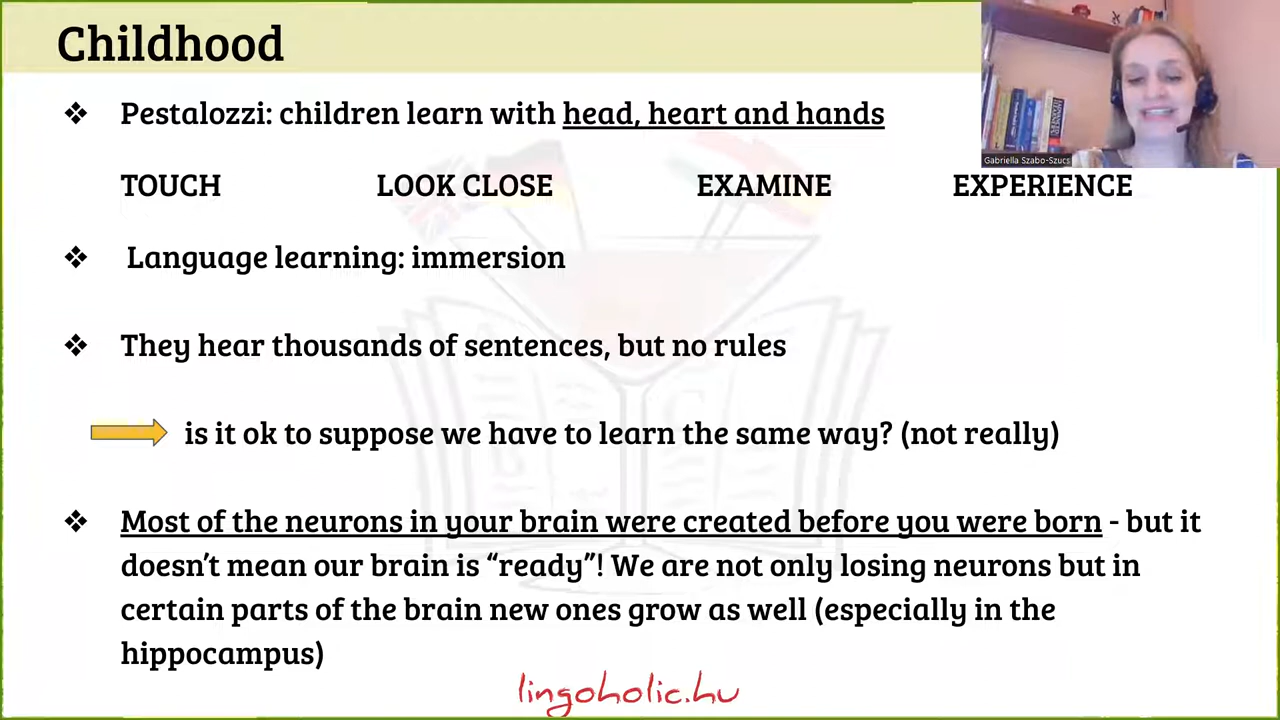 Childhood
Gabriella Szabo-Szucs
❖ Pestalozzi: children learn with head, heart and hands
TOUCH LOOK CLOSE EXAMINE EXPERIENCE
❖ Language learning: immersion
❖ They hear thousands of sentences, but no rules
is it ok to suppose we have to learn the same way? (not really)
❖ Most of the neurons in your brain were created before you were born - but it
doesn’t mean our brain is “ready”! We are not only losing neurons but in
certain parts of the brain new ones grow as well (especially in the
hippocampus)
lingoholic.hu